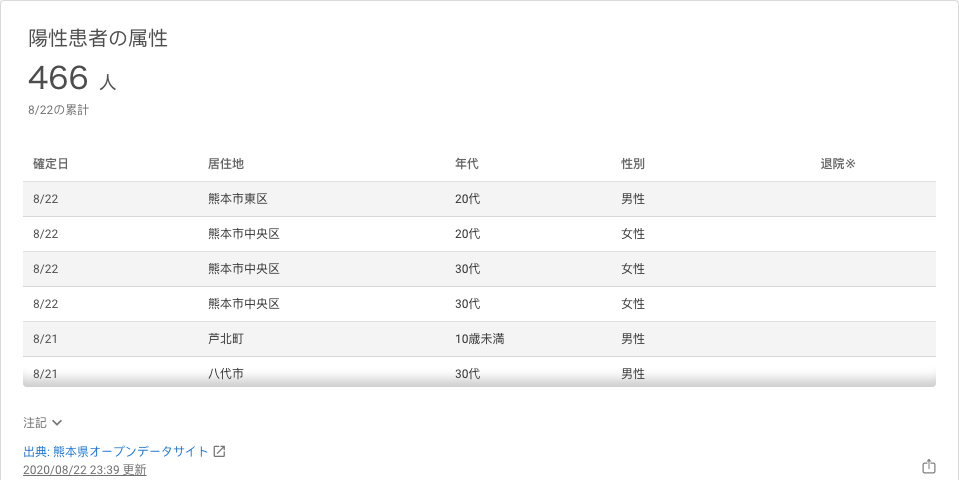 陽性患者の属性
466 人
8/22の累計
確定日 居住地 年代 性別 退院※
8/22 熊本市東区 20代 男性
8/22 熊本市中央区 20代 女性
8/22 熊本市中央区 30代 女性
8/22 熊本市中央区 30代 女性
8/21 芦北町 10歳未満 男性
8/21 八代市 30代 男性
注記
出典: 熊本県オープンデータサイト
2020/08/22 23:39 更新